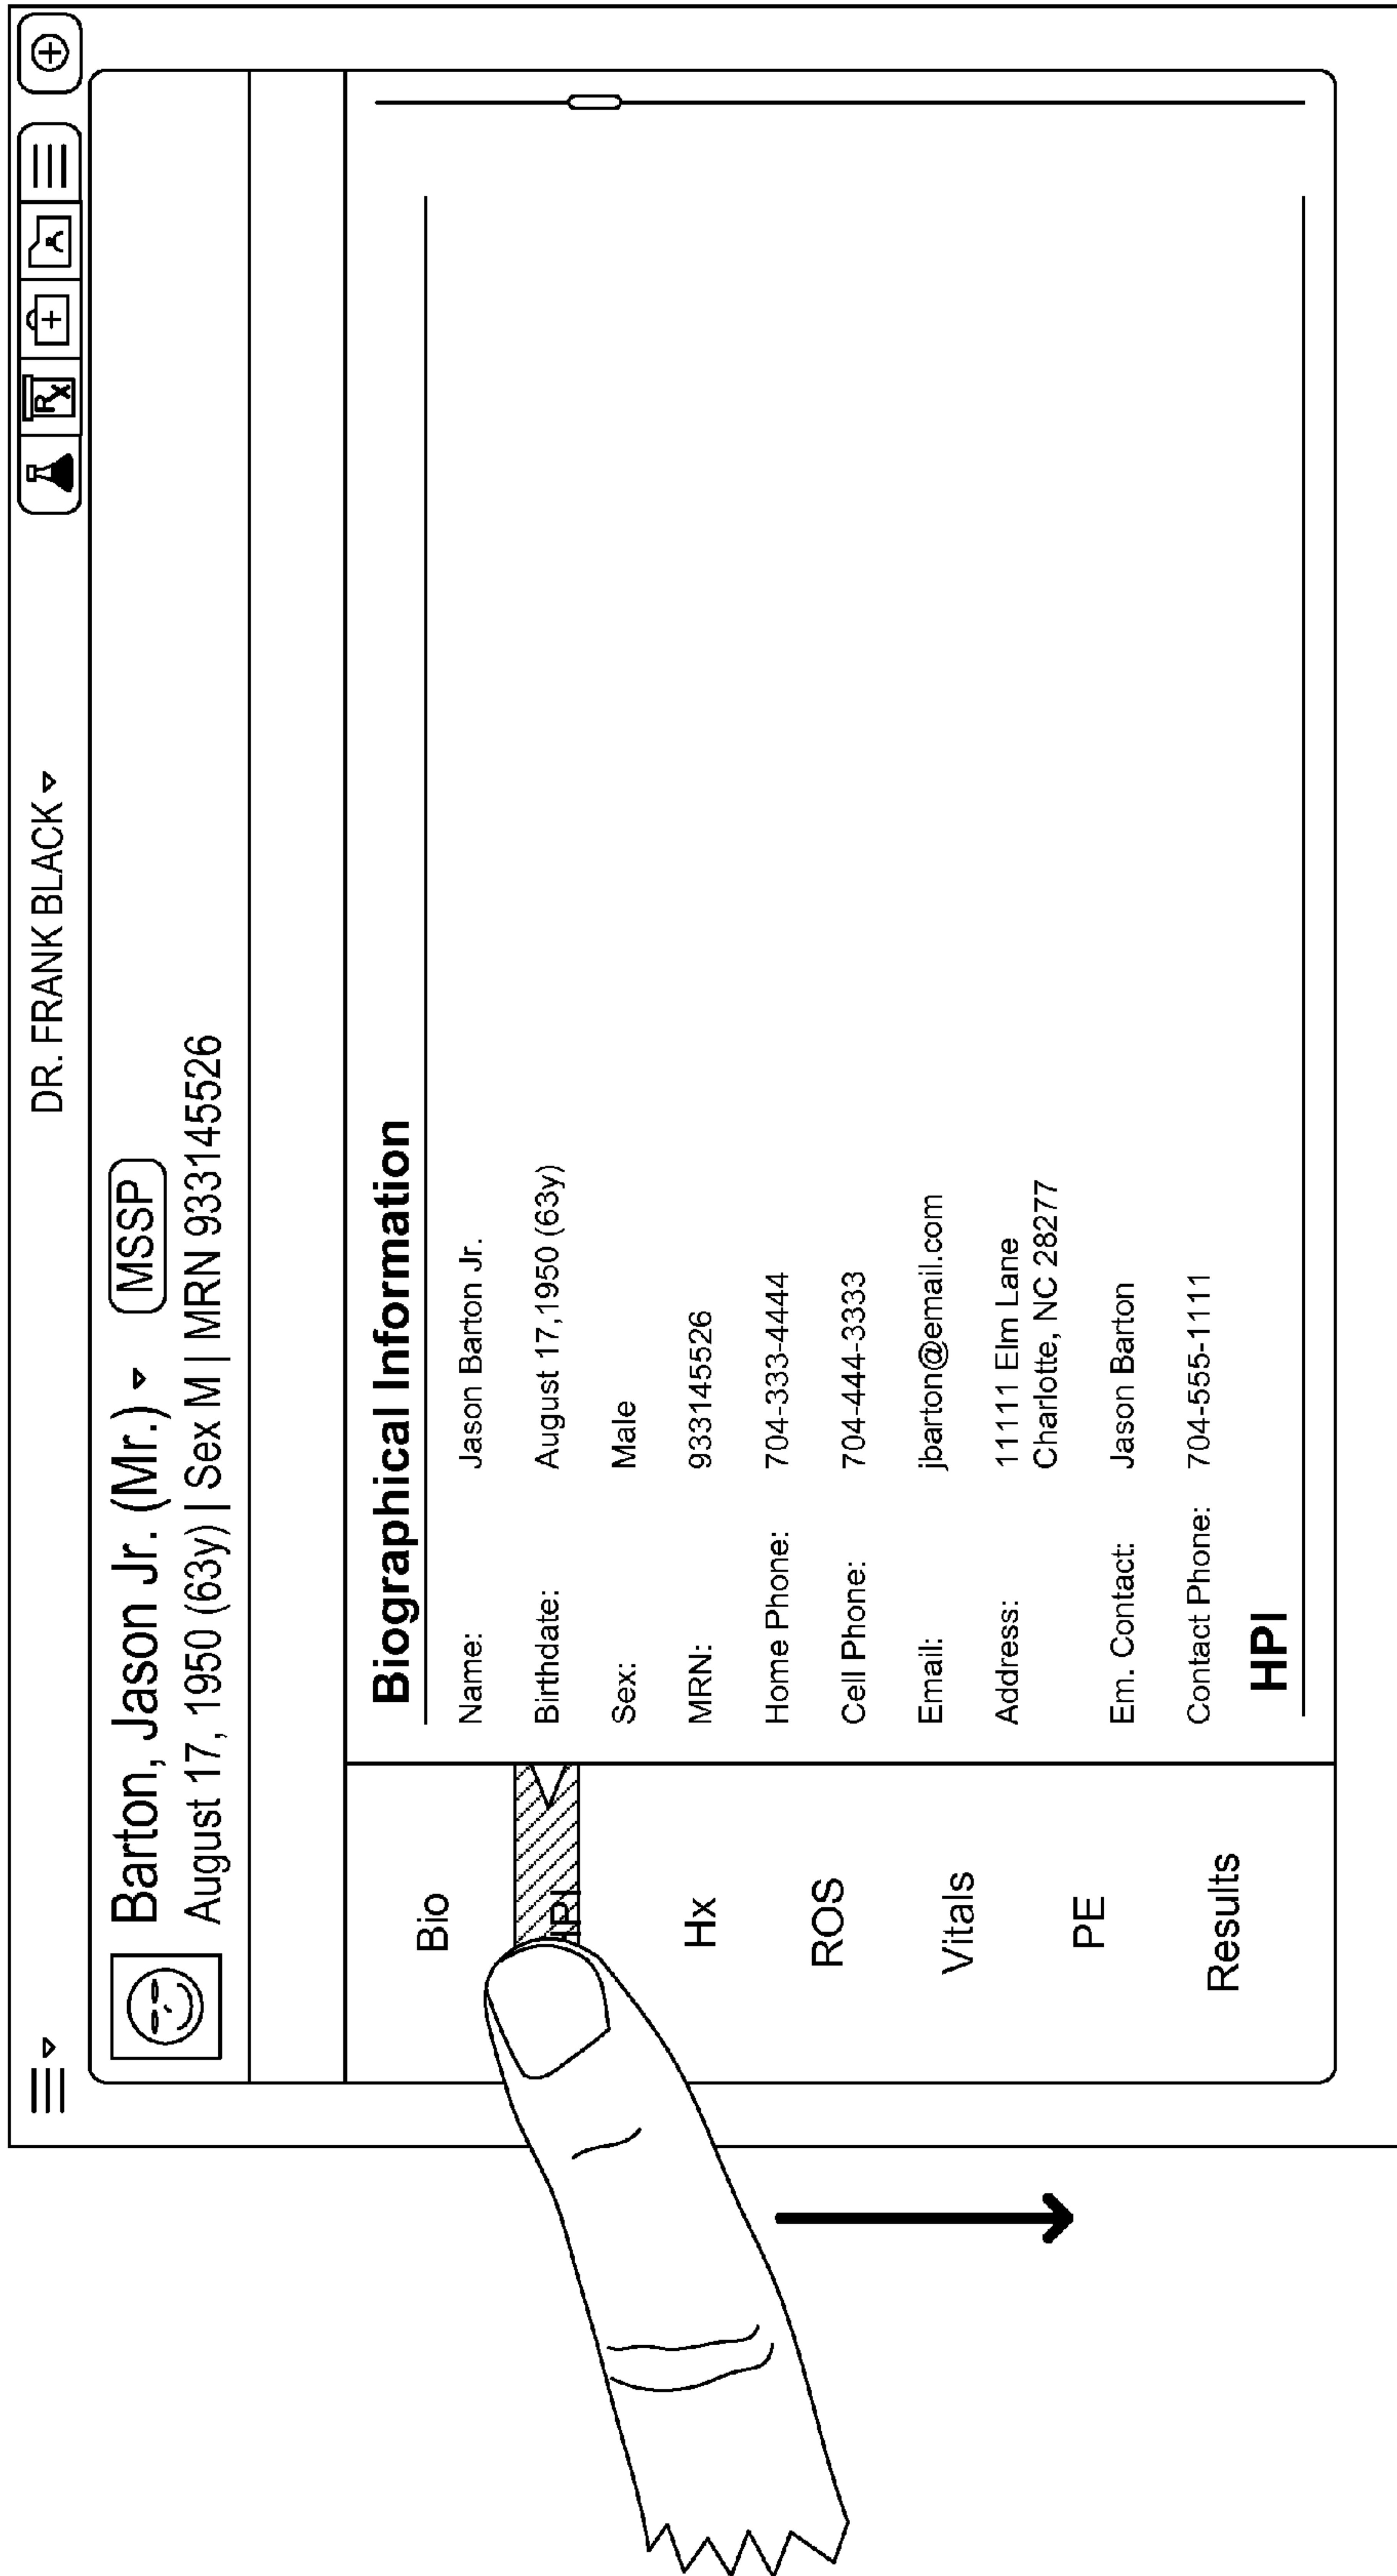 DR. FRANK BLACK
Rx
Barton, Jason Jr. (Mr.) MSSP
August 17, 1950 (63y) | Sex M | MRN 933145526
Bio
Hx
ROS
Vitals
PE
Results
Biographical Information
Name: Jason Barton Jr.
Birthdate: August 17,1950 (63y)
Sex: Male
MRN: 933145526
Home Phone: 704-333-4444
Cell Phone: 704-444-3333
Email: jbarton@email.com
Address: 11111 Elm Lane
Charlotte, NC 28277
Em. Contact: Jason Barton
Contact Phone: 704-555-1111
HPI